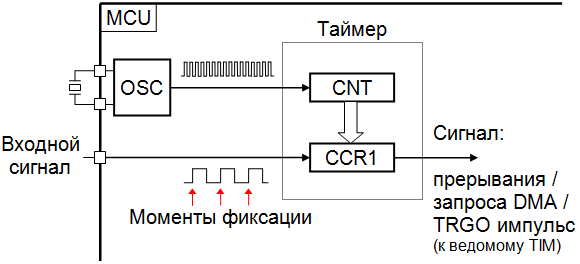 MCU
Таймер
OSC
CNT
Входной
сигнал
CCR1
Сигнал:
прерывания /
запроса DMA /
TRGO импульс
(к ведомому TIM)
Моменты фиксации